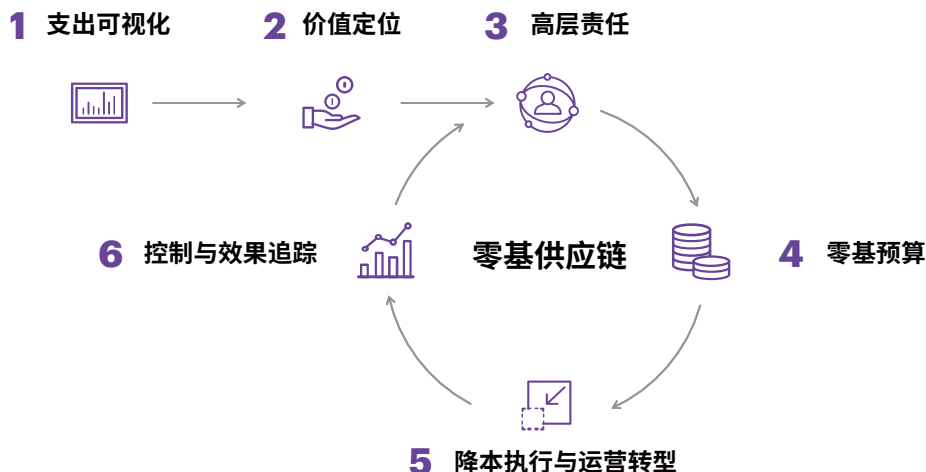 1 支出可视化
2 价值定位
3 高层责任
6 控制与效果追踪
零基供应链
4 零基预算
5 降本执行与运营转型